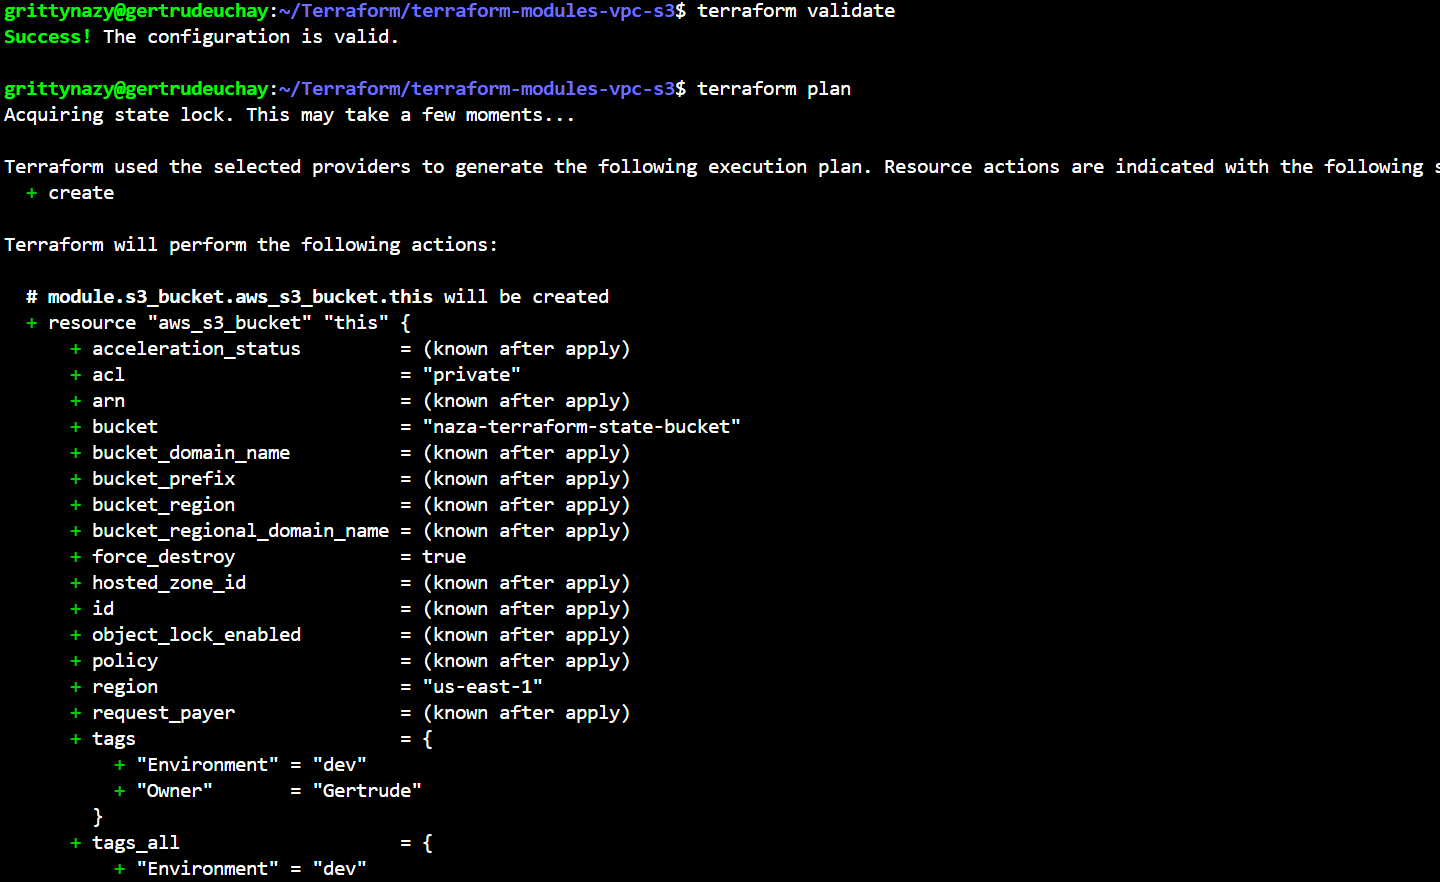 grittynazy@gertrudeuchay:~/Terraform/terraform-modules-vpc-s3$ terraform validate
Success! The configuration is valid.
grittynazy@gertrudeuchay:~/Terraform/terraform-modules-vpc-s3$ terraform plan
Acquiring state lock. This may take a few moments...
Terraform used the selected providers to generate the following execution plan. Resource actions are indicated with the following
+ create
Terraform will perform the following actions:
# module.s3_bucket.aws_s3_bucket.this will be created
+ resource "aws_s3_bucket" "this" {
+ acceleration_status = (known after apply)
+ acl = "private"
+ arn = (known after apply)
+ bucket = "naza-terraform-state-bucket"
+ bucket_domain_name = (known after apply)
+ bucket_prefix = (known after apply)
+ bucket_region = (known after apply)
+ bucket_regional_domain_name = (known after apply)
+ force_destroy = true
+ hosted_zone_id = (known after apply)
+ id = (known after apply)
+ object_lock_enabled = (known after apply)
+ policy = (known after apply)
+ region = "us-east-1"
+ request_payer = (known after apply)
+ tags = {
+ "Environment" = "dev"
+ "Owner" = "Gertrude"
}
+ tags_all = {
+ "Environment" = "dev"